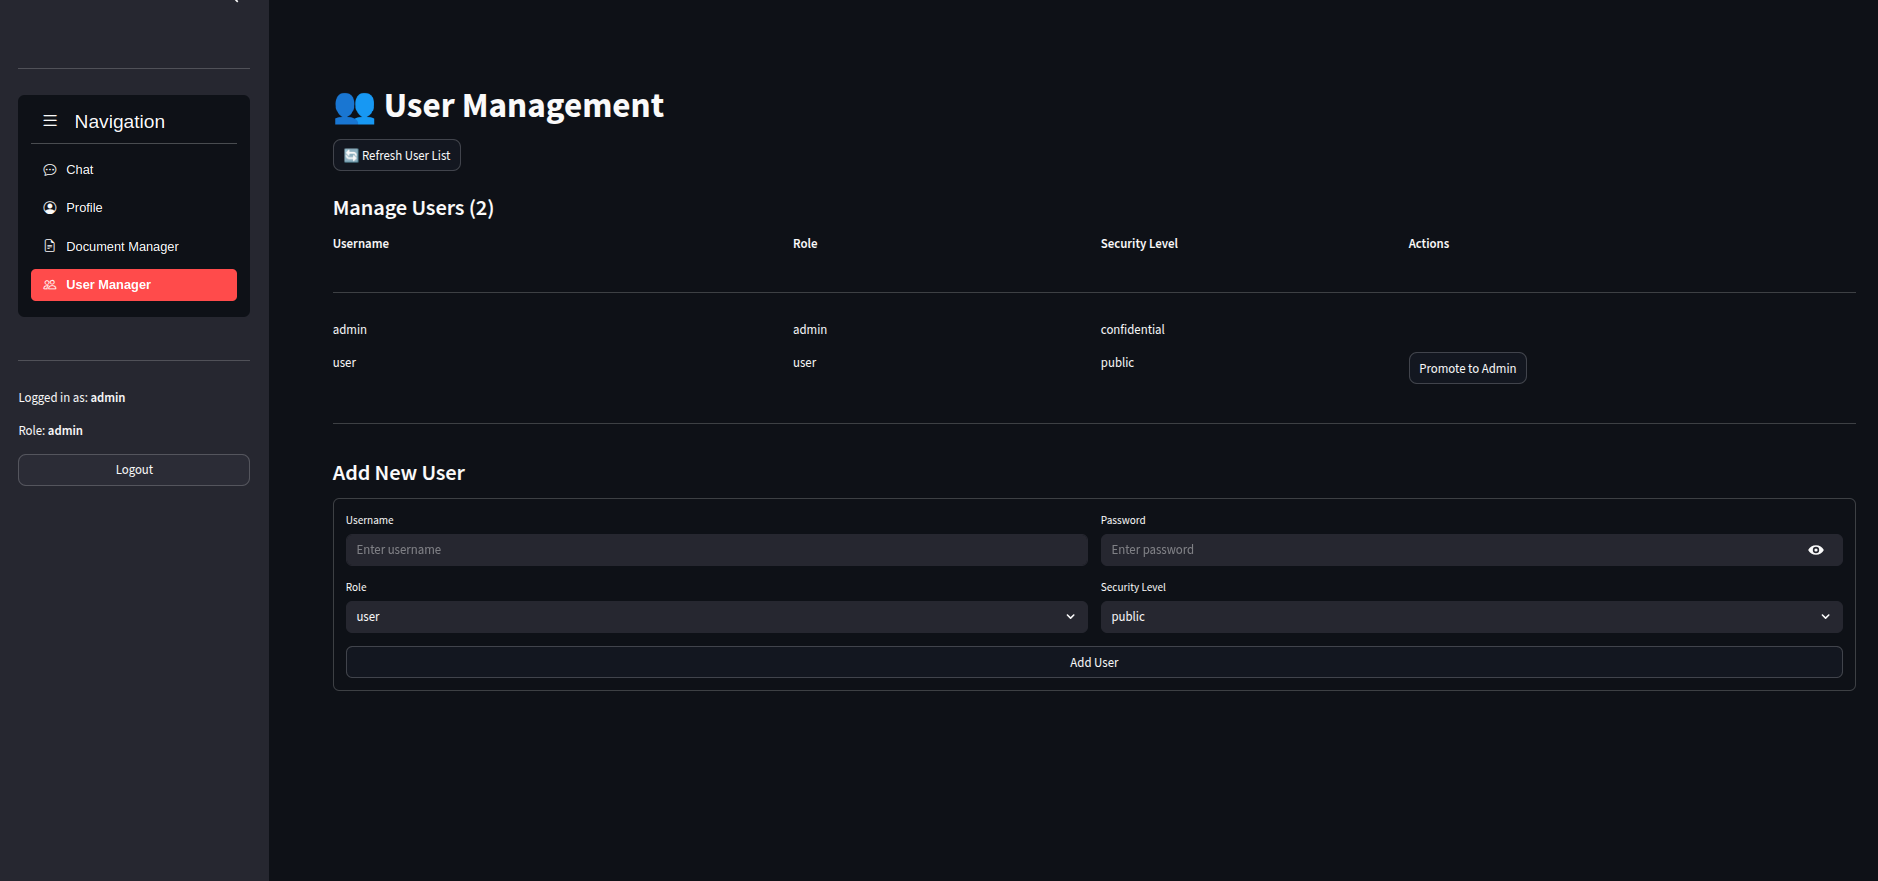 Navigation
Chat
Profile
Document Manager
User Manager
Logged in as: admin
Role: admin
Logout
User Management
Refresh User List
Manage Users (2)
Username Role Security Level Actions
admin admin confidential
user user public Promote to Admin
Add New User
Username Password
Enter username Enter password
Role Security Level
user public
Add User